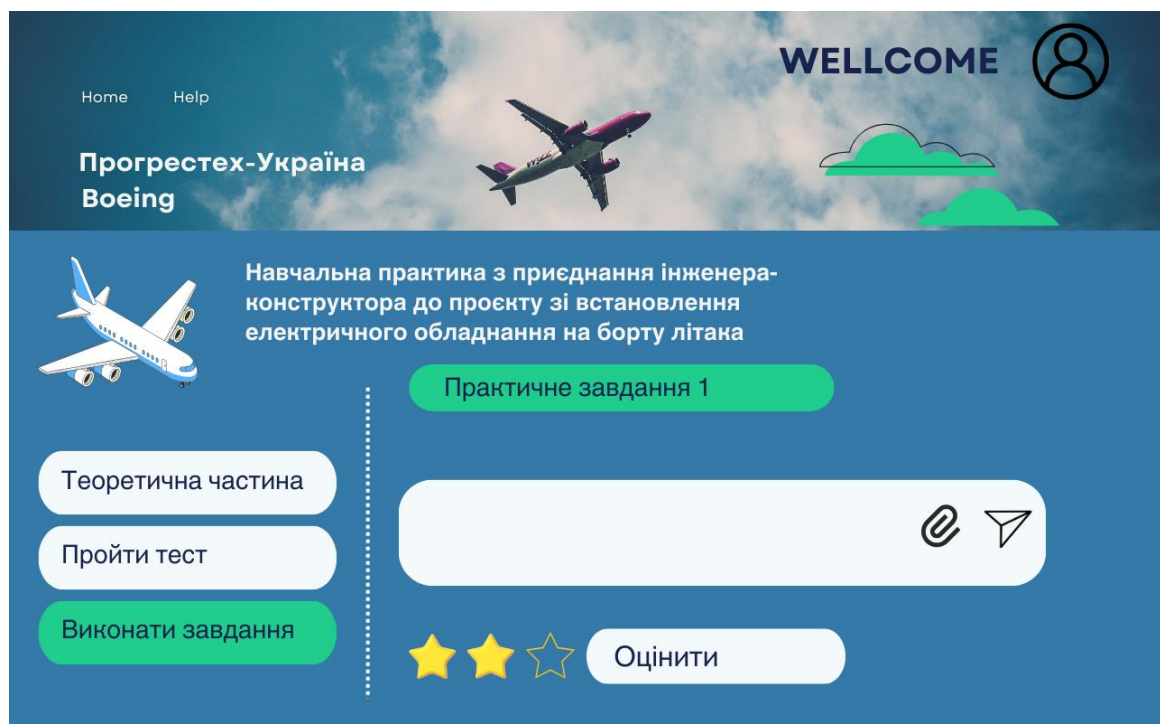 WELLCOME
Home Help
Прогрестех-Україна
Boeing
Навчальна практика з приєднання інженера-
конструктора до проєкту зі встановлення
електричного обладнання на борту літака
Практичне завдання 1
Теоретична частина
Пройти тест
Виконати завдання
Оцінити